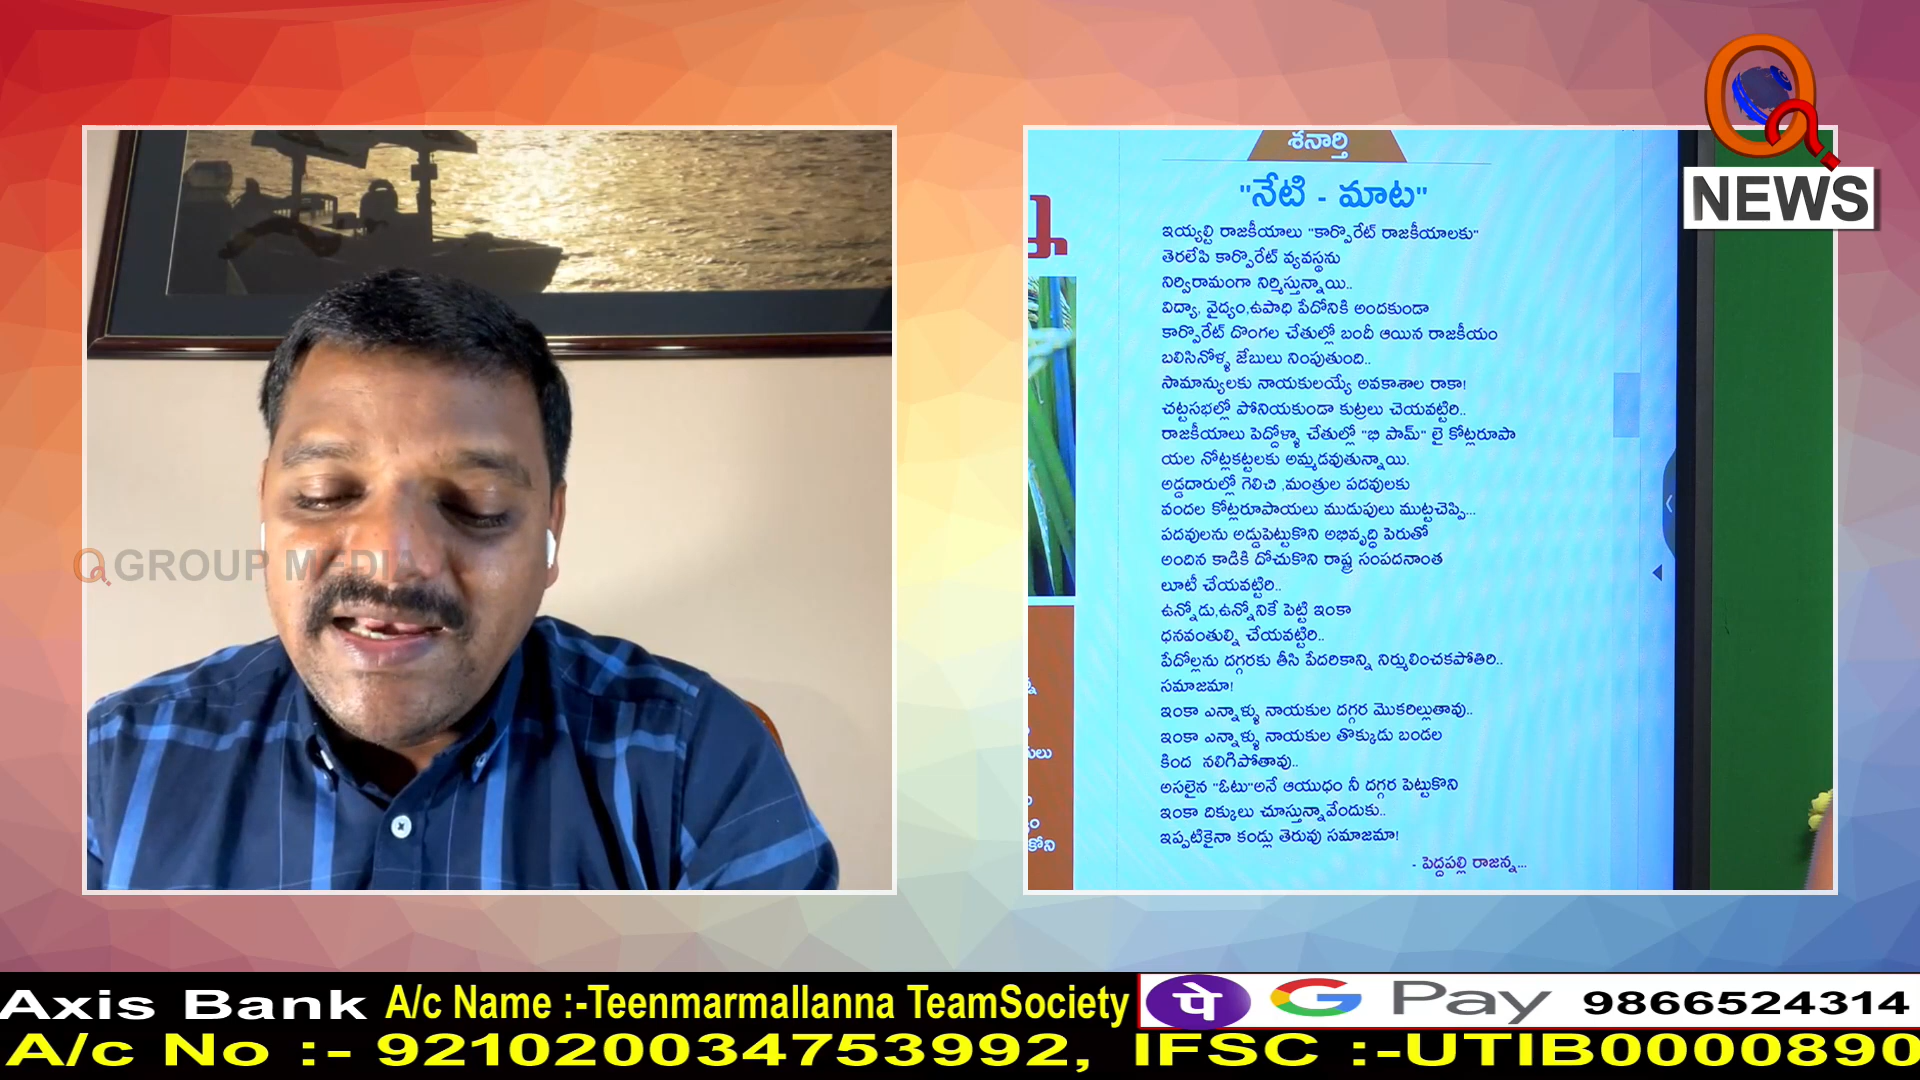 Q
NEWS
శనార్తి
"నేటి - మాట"
ఇయ్యల్టి రాజకీయాలు "కార్పొరేట్ రాజకీయాలకు"
తెరలేపి కార్పొరేట్ వ్యవస్థను
నిర్విరామంగా నిర్మిస్తున్నాయి..
విద్యా, వైద్యం,ఉపాధి పేదోనికి అందకుండా
కార్పొరేట్ దొంగల చేతుల్లో బందీ ఆయిన రాజకీయం
బలిసినోళ్ళ జేబులు నింపుతుంది..
సామాన్యులకు నాయకులయ్యే అవకాశాల రాకా!
చట్టసభల్లో పోనియకుండా కుట్రలు చెయవట్టిరి..
రాజకీయాలు పెద్దోళ్ళా చేతుల్లో "భి పామ్" లై కోట్లరూపా
యల నోట్లకట్టలకు అమ్మడవుతున్నాయి.
అడ్డదారుల్లో గెలిచి ,మంత్రుల పదవులకు
వందల కోట్లరూపాయలు ముడుపులు ముట్టచెప్పి...
పదవులను అడ్డుపెట్టుకొని అభివృద్ధి పెరుతో
అందిన కాడికి దోచుకొని రాష్ట్ర సంపదనాంత
లూటీ చేయవట్టిరి..
ఉన్నోడు,ఉన్నోనికే పెట్టి ఇంకా
ధనవంతుల్ని చేయవట్టిరి..
పేదోల్లను దగ్గరకు తీసి పేదరికాన్ని నిర్ములించకపోతిరి..
సమాజమా!
ఇంకా ఎన్నాళ్ళు నాయకుల దగ్గర మొకరిల్లుతావు..
ఇంకా ఎన్నాళ్ళు నాయకుల తొక్కుడు బండల
కింద నలిగిపోతావు..
అసలైన "ఓటు"అనే ఆయుధం నీ దగ్గర పెట్టుకొని
ఇంకా దిక్కులు చూస్తున్నావేందుకు..
ఇప్పటికైనా కండ్లు తెరువు సమాజమా!
- పెద్దపల్లి రాజన్న...
Q GROUP MEDIA
Axis Bank A/c Name :-Teenmarmallanna TeamSociety पे G Pay 9866524314
A/c No :- 921020034753992, IFSC :-UTIB0000890